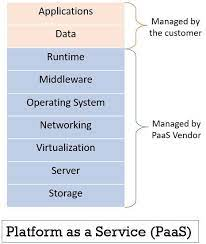 Applications
Data
Runtime
Middleware
Operating System
Networking
Virtualization
Server
Storage
Managed by
the customer
Managed by
PaaS Vendor
Platform as a Service (PaaS)